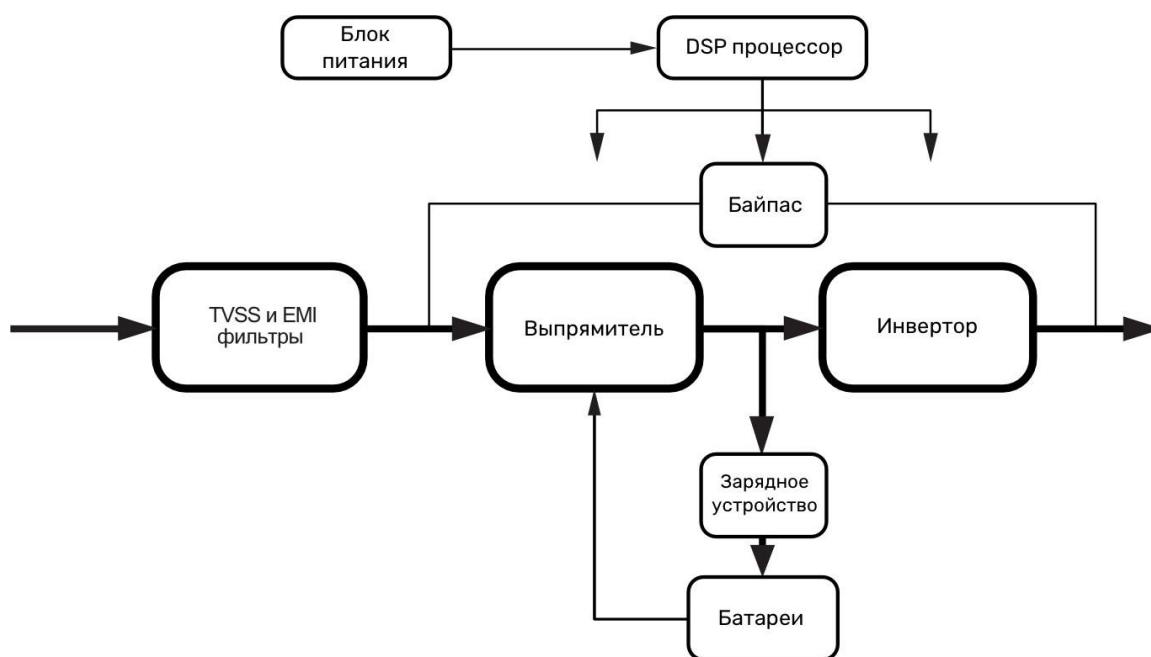 Блок
питания
DSP процессор
Байпас
TVSS и EMI
фильтры
Выпрямитель
Инвертор
Зарядное
устройство
Батареи